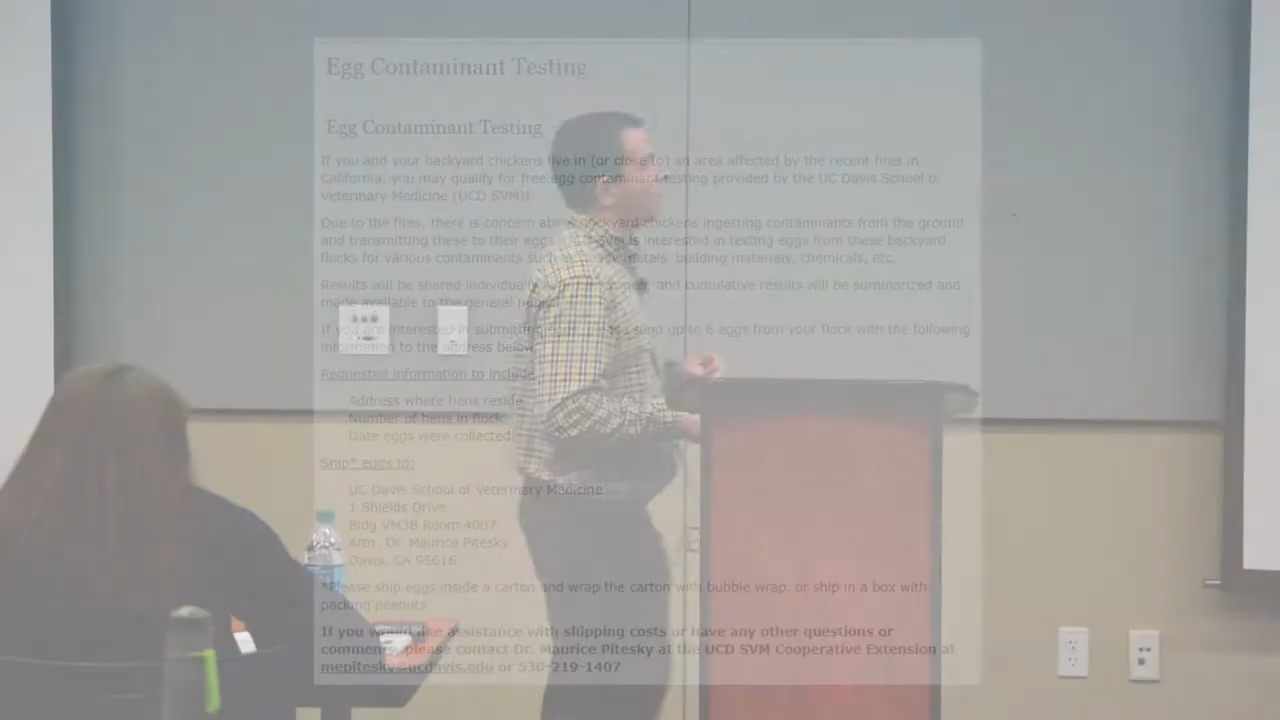 Egg Contaminant Testing
Egg Contaminant Testing
If you and your backyard chickens live in (or close to) an area affected by the recent fires in
California, you may qualify for free egg contaminant testing provided by the UC Davis School of
Veterinary Medicine (UCD SVM)!
Due to the fires, there is concern about backyard chickens ingesting contaminants from the ground
and transmitting these to their eggs. SVM is interested in testing eggs from these backyard
flocks for various contaminants such metals, building materials, chemicals, etc.
Results will be shared individually and cumulative results will be summarized and
made available to the general
If you are interested in submitting send up to 6 eggs from your flock with the following
information to the address below
Requested information to include
Address where hens reside
Number of hens in flock
Date eggs were collected
Ship* eggs to:
UC Davis School of Veterinary Medicine
1 Shields Drive
Bldg VM3B Room 4007
Attn. Dr. Maurice Pitesky
Davis, CA 95616
*Please ship eggs inside a carton and wrap the carton with bubble wrap, or ship in a box with
packing peanuts
If you would like assistance with shipping costs or have any other questions or
comments, please contact Dr. Maurice Pitesky at the UCD SVM Cooperative Extension at
mepitesky@ucdavis.edu or 530-219-1407